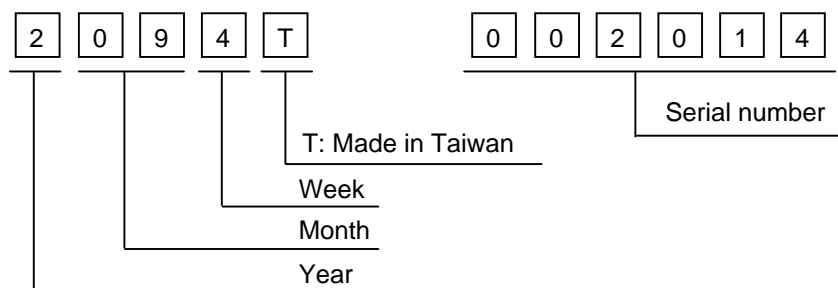 2 0 9 4 T 0 0 2 0 1 4
Serial number
T: Made in Taiwan
Week
Month
Year